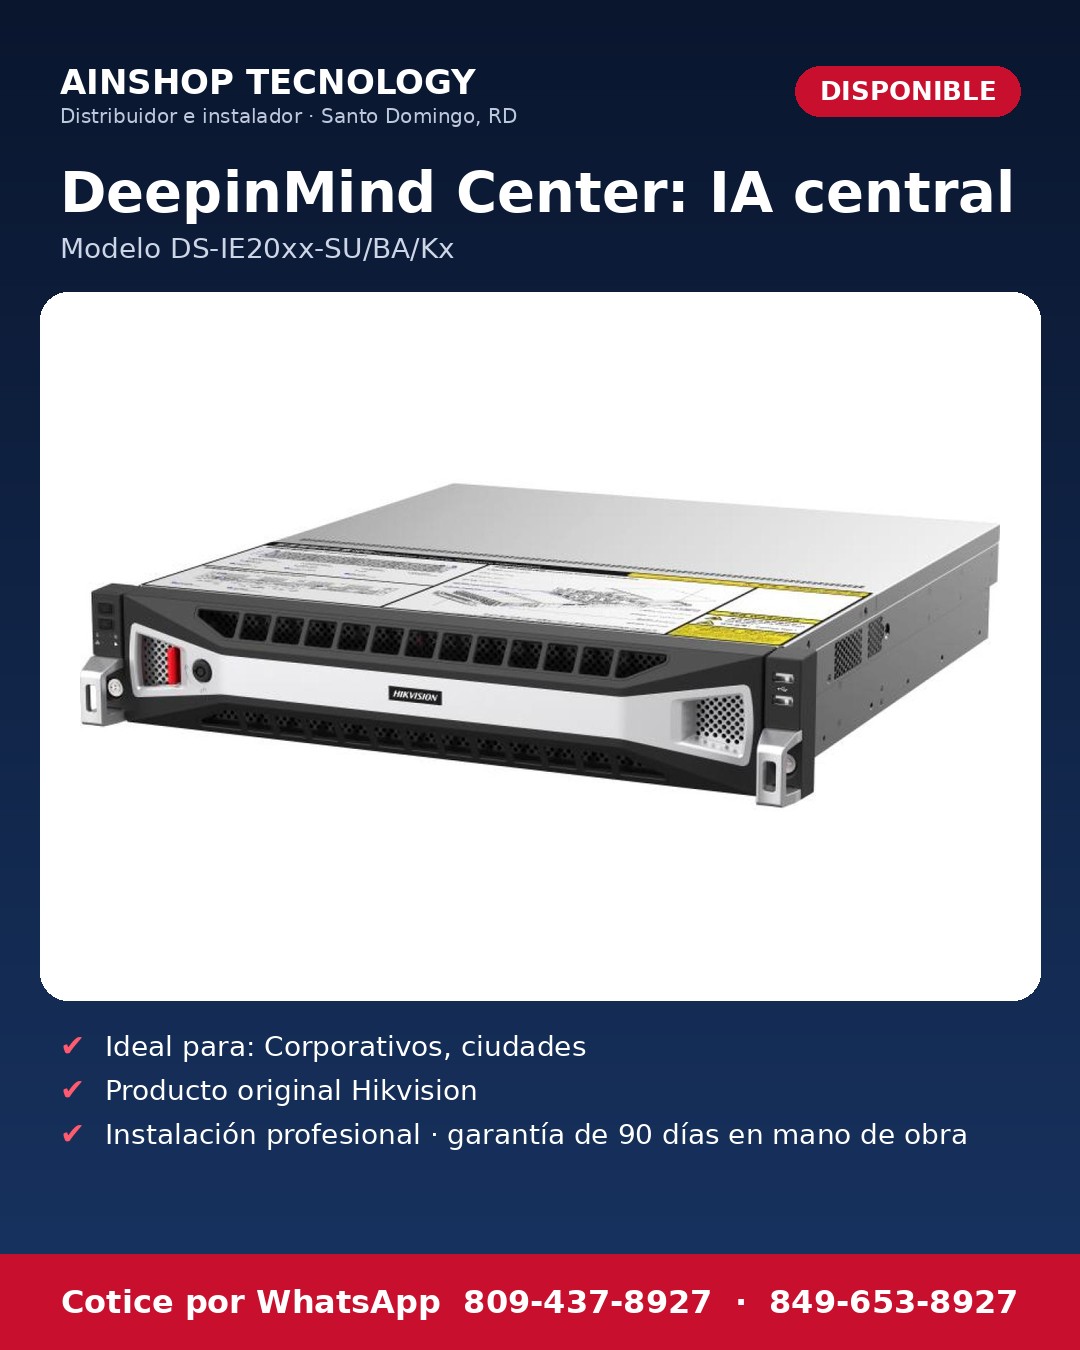 AINSHOP TECNOLOGY
Distribuidor e instalador · Santo Domingo, RD
DISPONIBLE
DeepinMind Center: IA central
Modelo DS-IE20xx-SU/BA/Kx
HIKVISION
✔ Ideal para: Corporativos, ciudades
✔ Producto original Hikvision
✔ Instalación profesional · garantía de 90 días en mano de obra
Cotice por WhatsApp 809-437-8927 · 849-653-8927